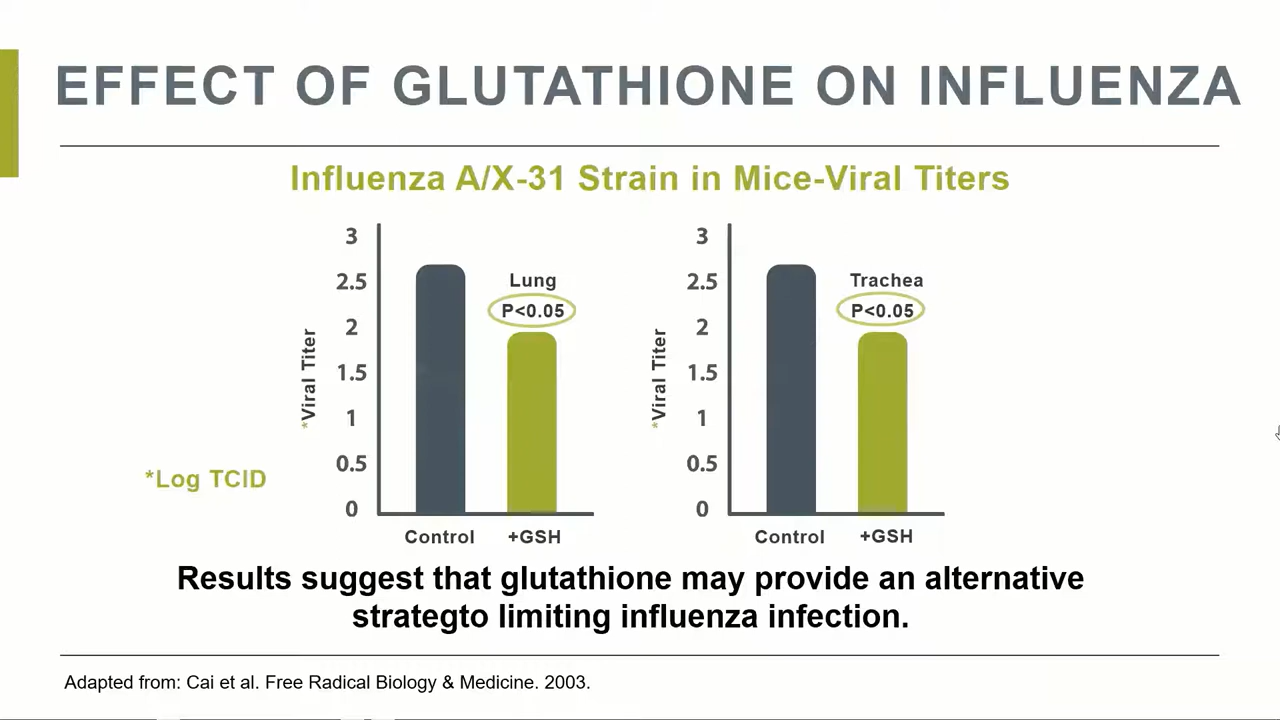 EFFECT OF GLUTATHIONE ON INFLUENZA
Influenza A/X-31 Strain in Mice-Viral Titers
3
2.5
2
1.5
1
0.5
0
*Viral Titer
Lung
P<0.05
Control
+GSH
3
2.5
2
1.5
1
0.5
0
*Viral Titer
Trachea
P<0.05
Control
+GSH
*Log TCID
Results suggest that glutathione may provide an alternative
strategto limiting influenza infection.
Adapted from: Cai et al. Free Radical Biology & Medicine. 2003.